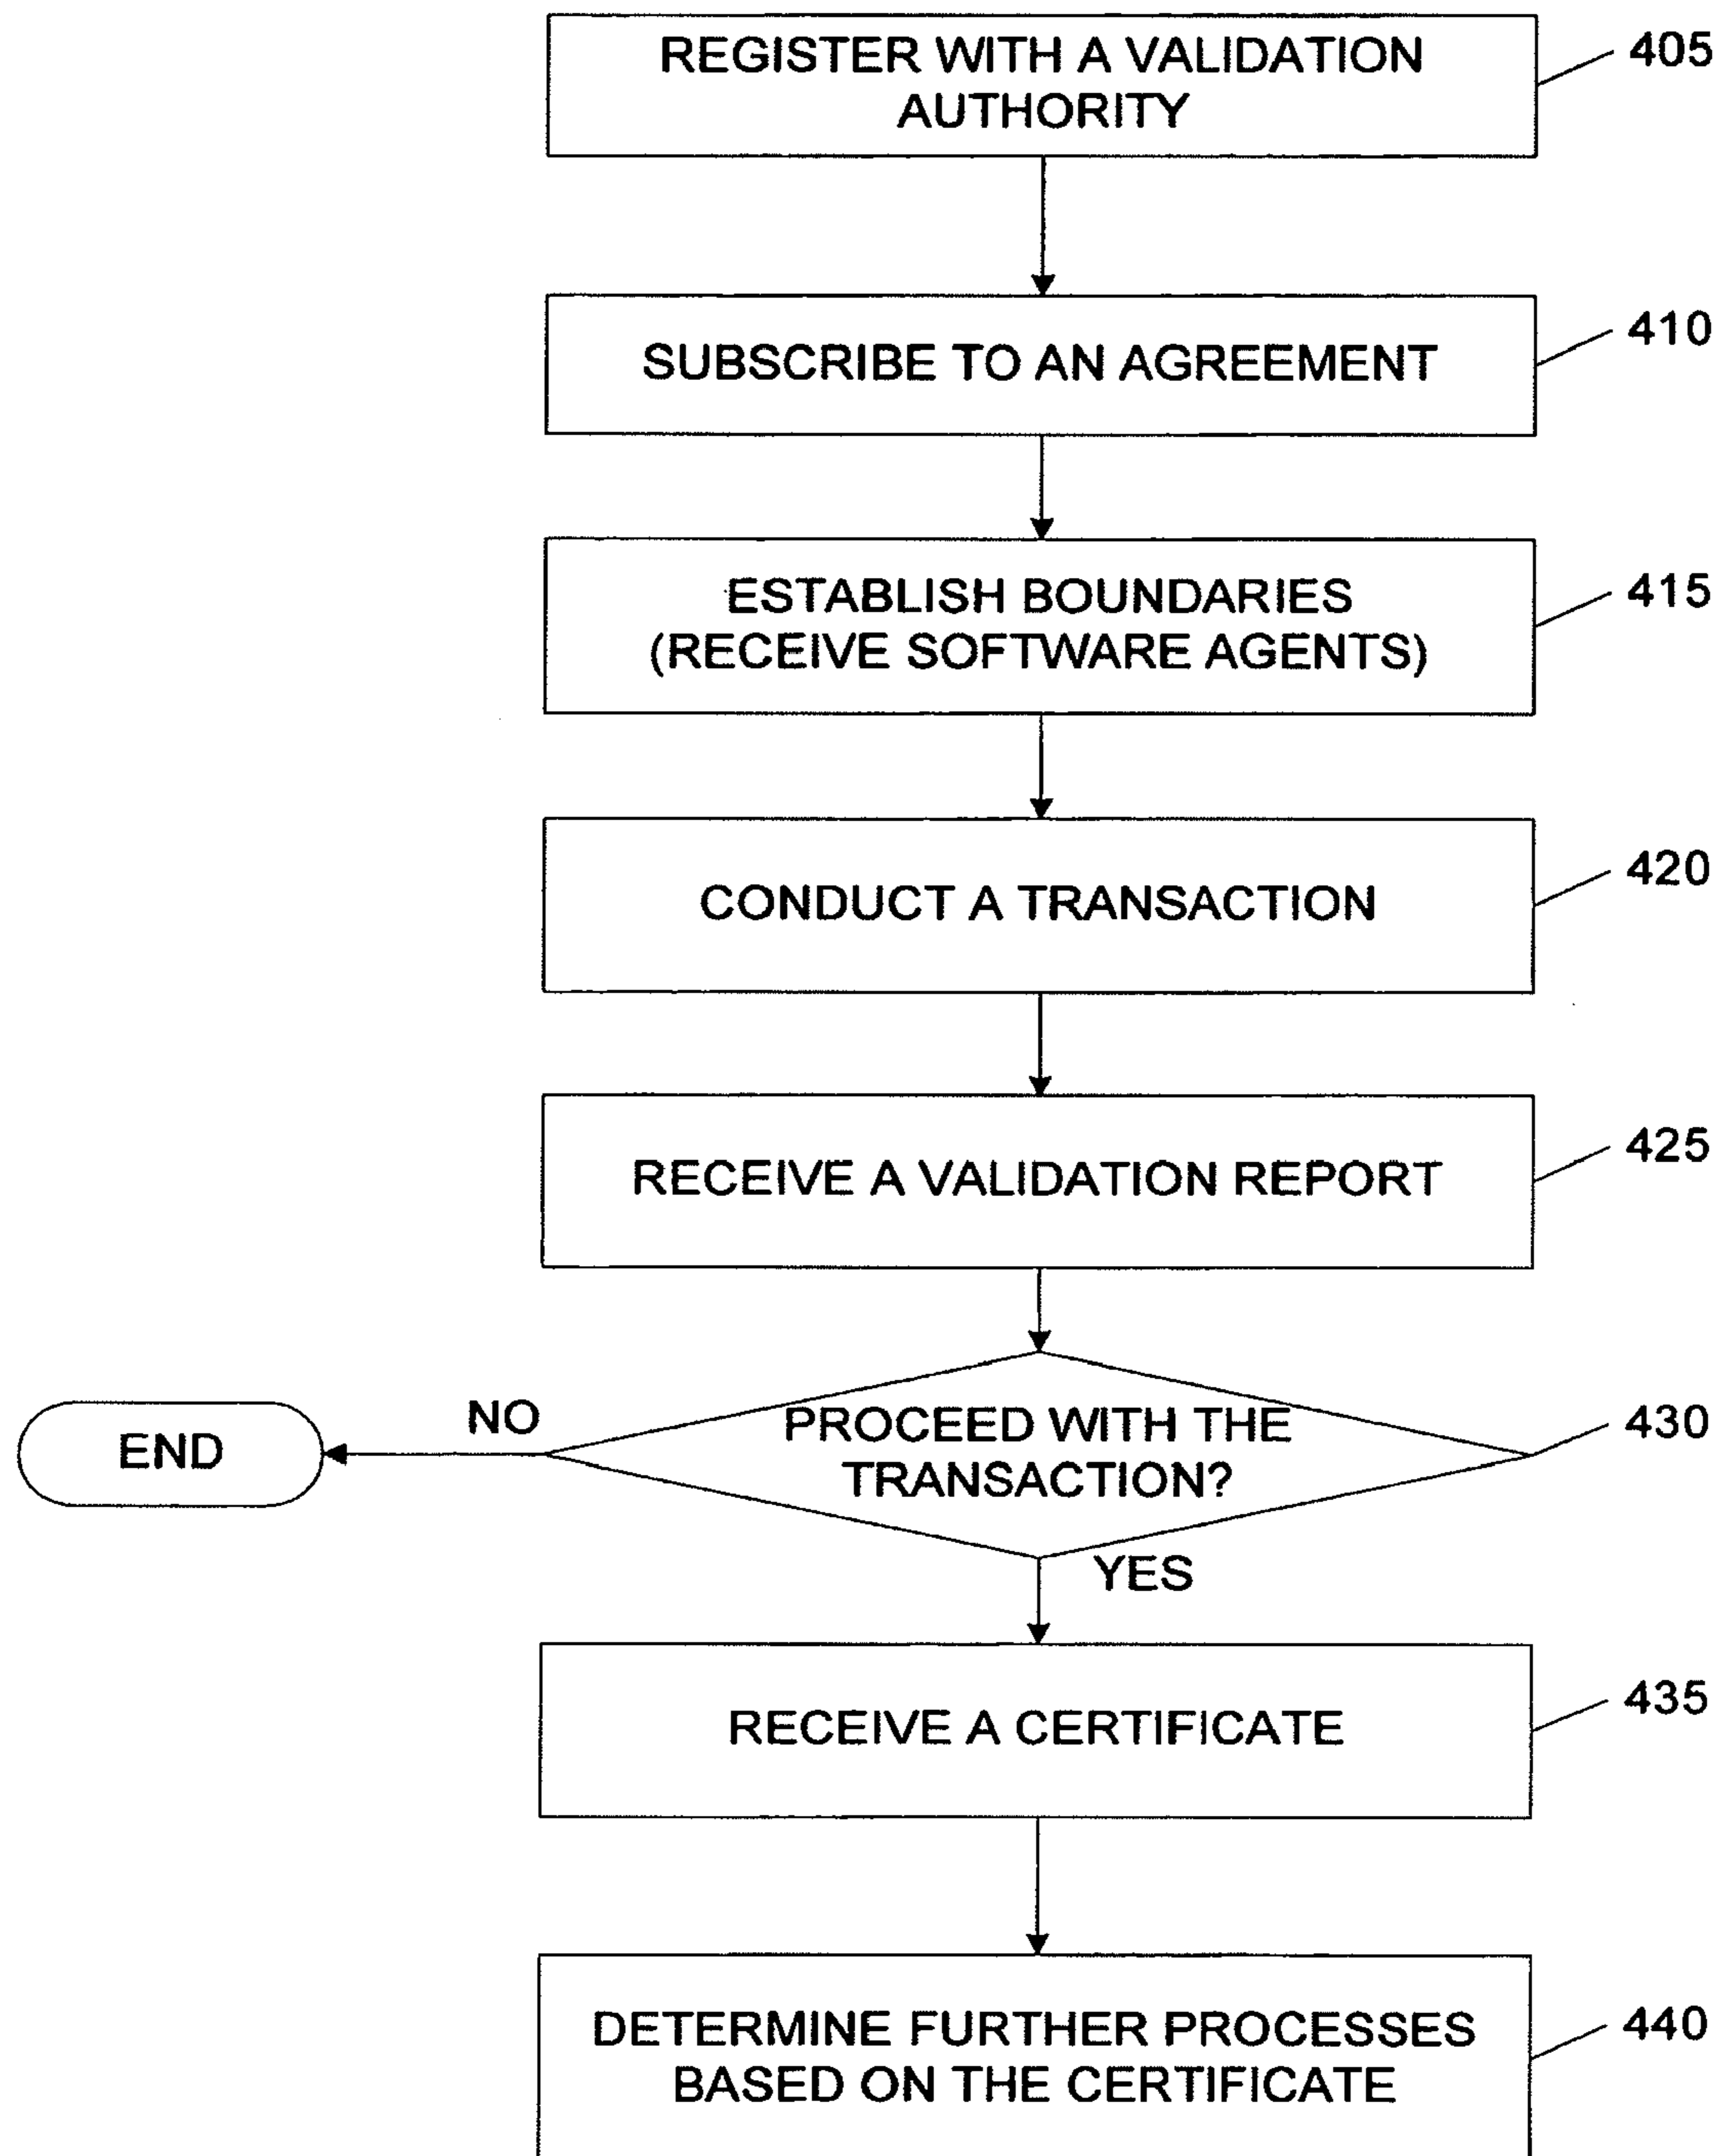 REGISTER WITH A VALIDATION
AUTHORITY
405
SUBSCRIBE TO AN AGREEMENT
410
ESTABLISH BOUNDARIES
(RECEIVE SOFTWARE AGENTS)
415
CONDUCT A TRANSACTION
420
RECEIVE A VALIDATION REPORT
425
PROCEED WITH THE
TRANSACTION?
430
NO
END
YES
RECEIVE A CERTIFICATE
435
DETERMINE FURTHER PROCESSES
BASED ON THE CERTIFICATE
440